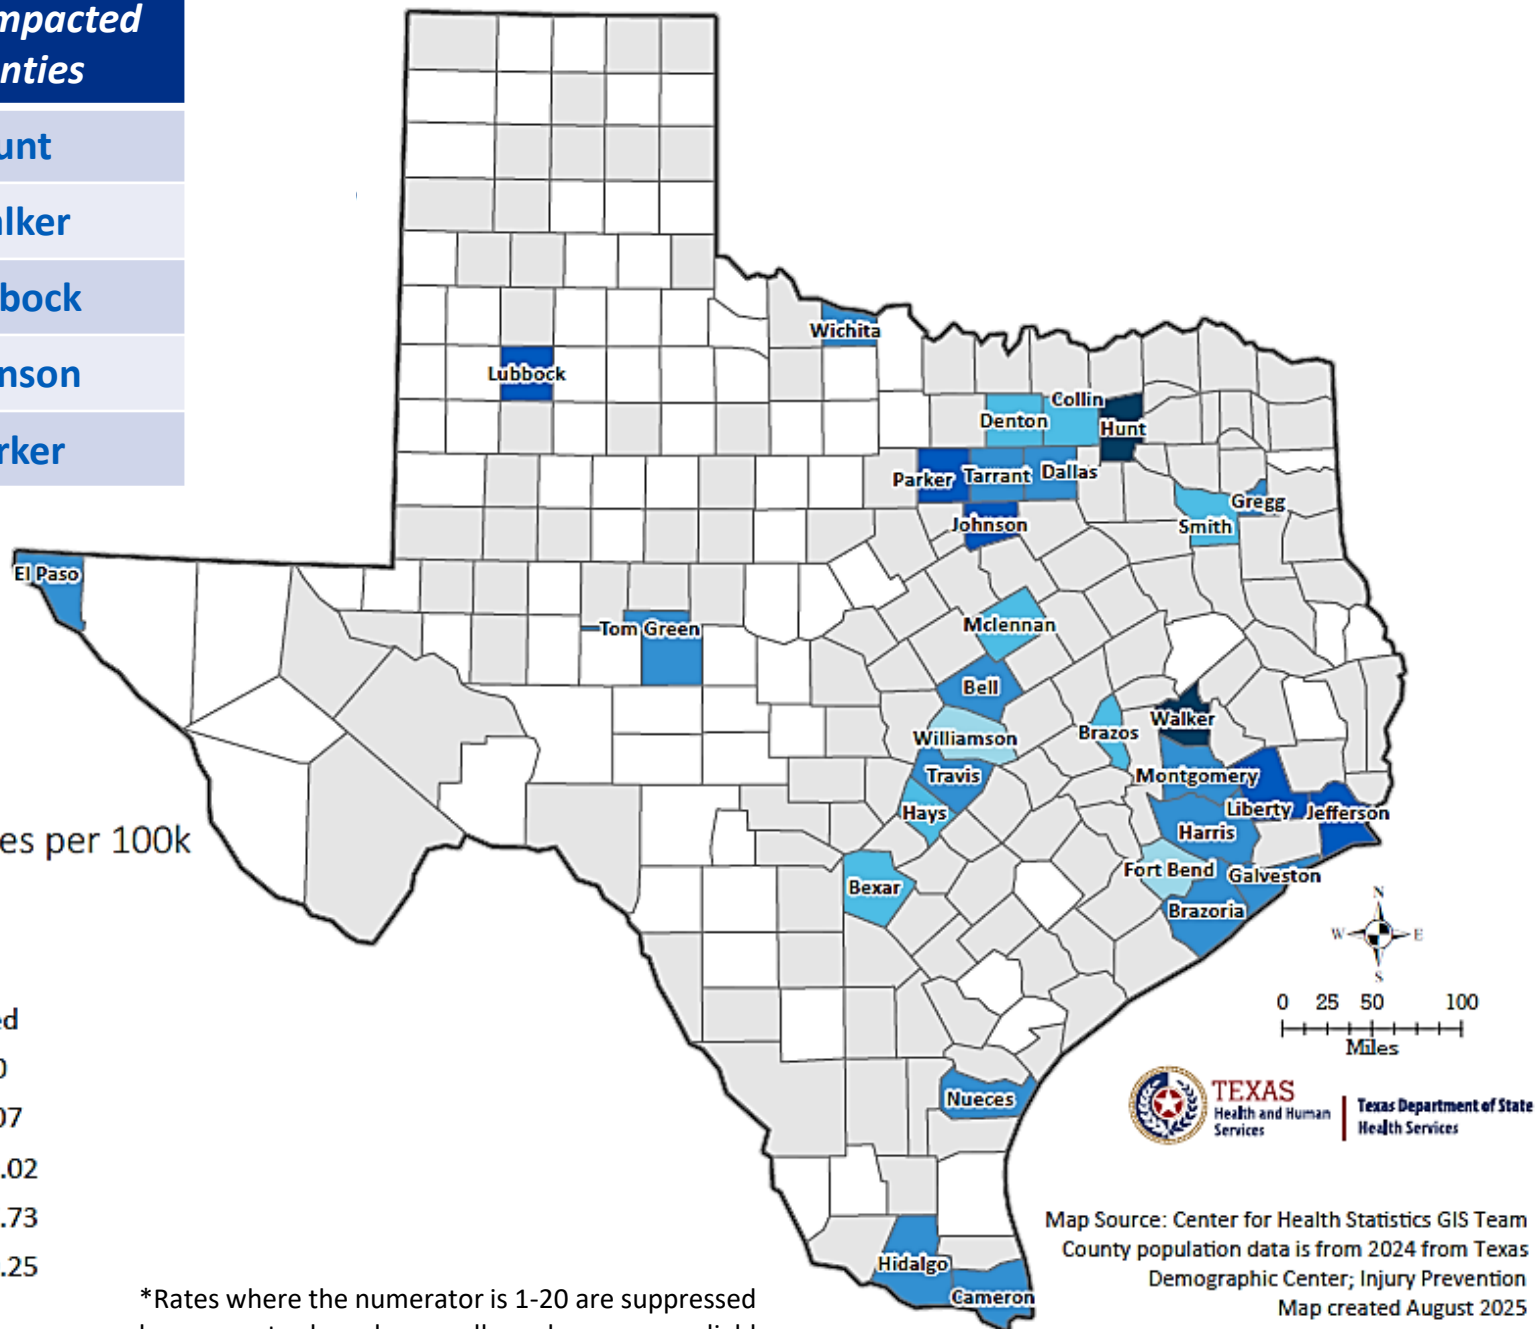 mpacted
nties
unt
lker
bock
nson
rker
Wichita
Lubbock
Collin
Denton
Hunt
Parker
Tarrant
Dallas
Gregg
Smith
Johnson
El Paso
Tom Green
Mclennan
Bell
Walker
Williamson
Brazos
Travis
Montgomery
Hays
Liberty
Jefferson
Harris
es per 100k
Fort Bend
Galveston
Bexar
Brazoria
N
W
E
S
0 25 50 100
Miles
ed
0
07
.02
.73
.25
Nueces
TEXAS
Health and Human
Services
Texas Department of State
Health Services
Hidalgo
Cameron
Map Source: Center for Health Statistics GIS Team
County population data is from 2024 from Texas
Demographic Center; Injury Prevention
Map created August 2025
*Rates where the numerator is 1-20 are suppressed